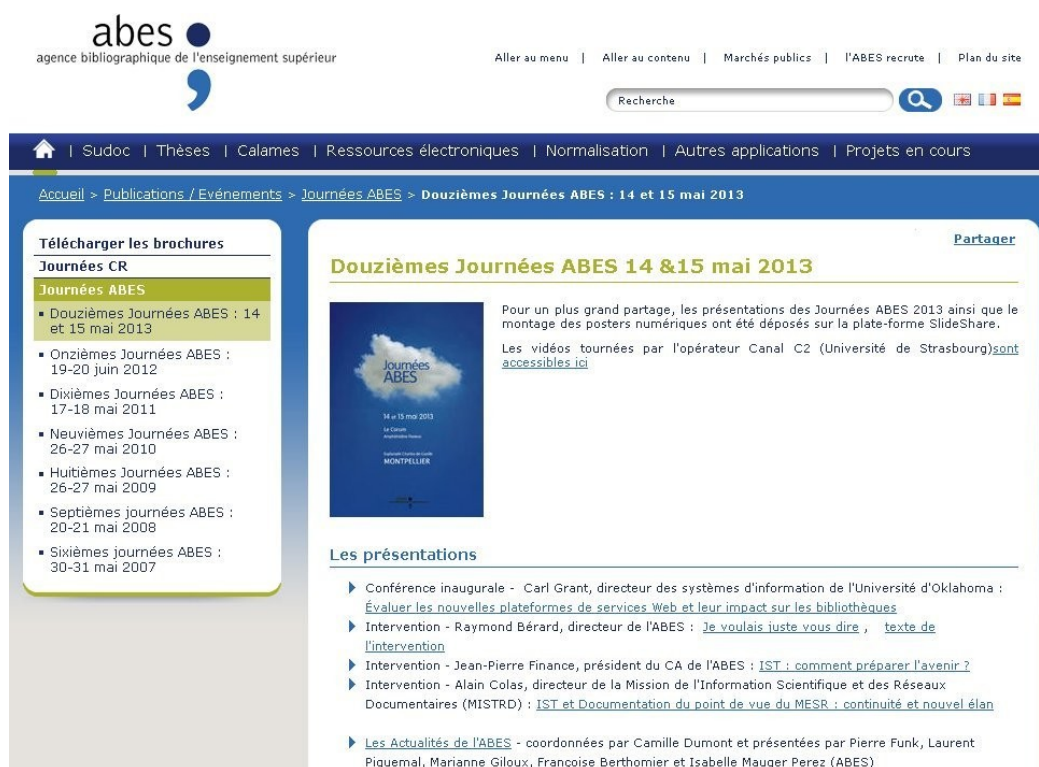 abes
agence bibliographique de l'enseignement supérieur
Aller au menu | Aller au contenu | Marchés publics | l'ABES recrute | Plan du site
Recherche
| Sudoc | Thèses | Calames | Ressources électroniques | Normalisation | Autres applications | Projets en cours
Accueil > Publications / Evénements > Journées ABES > Douzièmes Journées ABES : 14 et 15 mai 2013
Télécharger les brochures
Journées CR
Journées ABES
Douzièmes Journées ABES : 14
et 15 mai 2013
Onzièmes Journées ABES :
19-20 juin 2012
Dixièmes Journées ABES :
17-18 mai 2011
Neuvièmes Journées ABES :
26-27 mai 2010
Huitièmes Journées ABES :
26-27 mai 2009
Septièmes journées ABES :
20-21 mai 2008
Sixièmes journées ABES :
30-31 mai 2007
Partager
Douzièmes Journées ABES 14 &15 mai 2013
Journées
ABES
14 et 15 mai 2013
Le Corum
Esplanade Charles de Gaulle
MONTPELLIER
abes
Pour un plus grand partage, les présentations des Journées ABES 2013 ainsi que le
montage des posters numériques ont été déposés sur la plate-forme SlideShare.
Les vidéos tournées par l'opérateur Canal C2 (Université de Strasbourg)sont
accessibles ici
Les présentations
Conférence inaugurale - Carl Grant, directeur des systèmes d'information de l'Université d'Oklahoma :
Évaluer les nouvelles plateformes de services Web et leur impact sur les bibliothèques
Intervention - Raymond Bérard, directeur de l'ABES : Je voulais juste vous dire , texte de
l'intervention
Intervention - Jean-Pierre Finance, président du CA de l'ABES : IST : comment préparer l'avenir ?
Intervention - Alain Colas, directeur de la Mission de l'Information Scientifique et des Réseaux
Documentaires (MISTRD) : IST et Documentation du point de vue du MESR : continuité et nouvel élan
Les Actualités de l'ABES - coordonnées par Camille Dumont et présentées par Pierre Funk, Laurent
Piquemal, Marianne Giloux, Françoise Berthomier et Isabelle Mauger Perez (ABES)